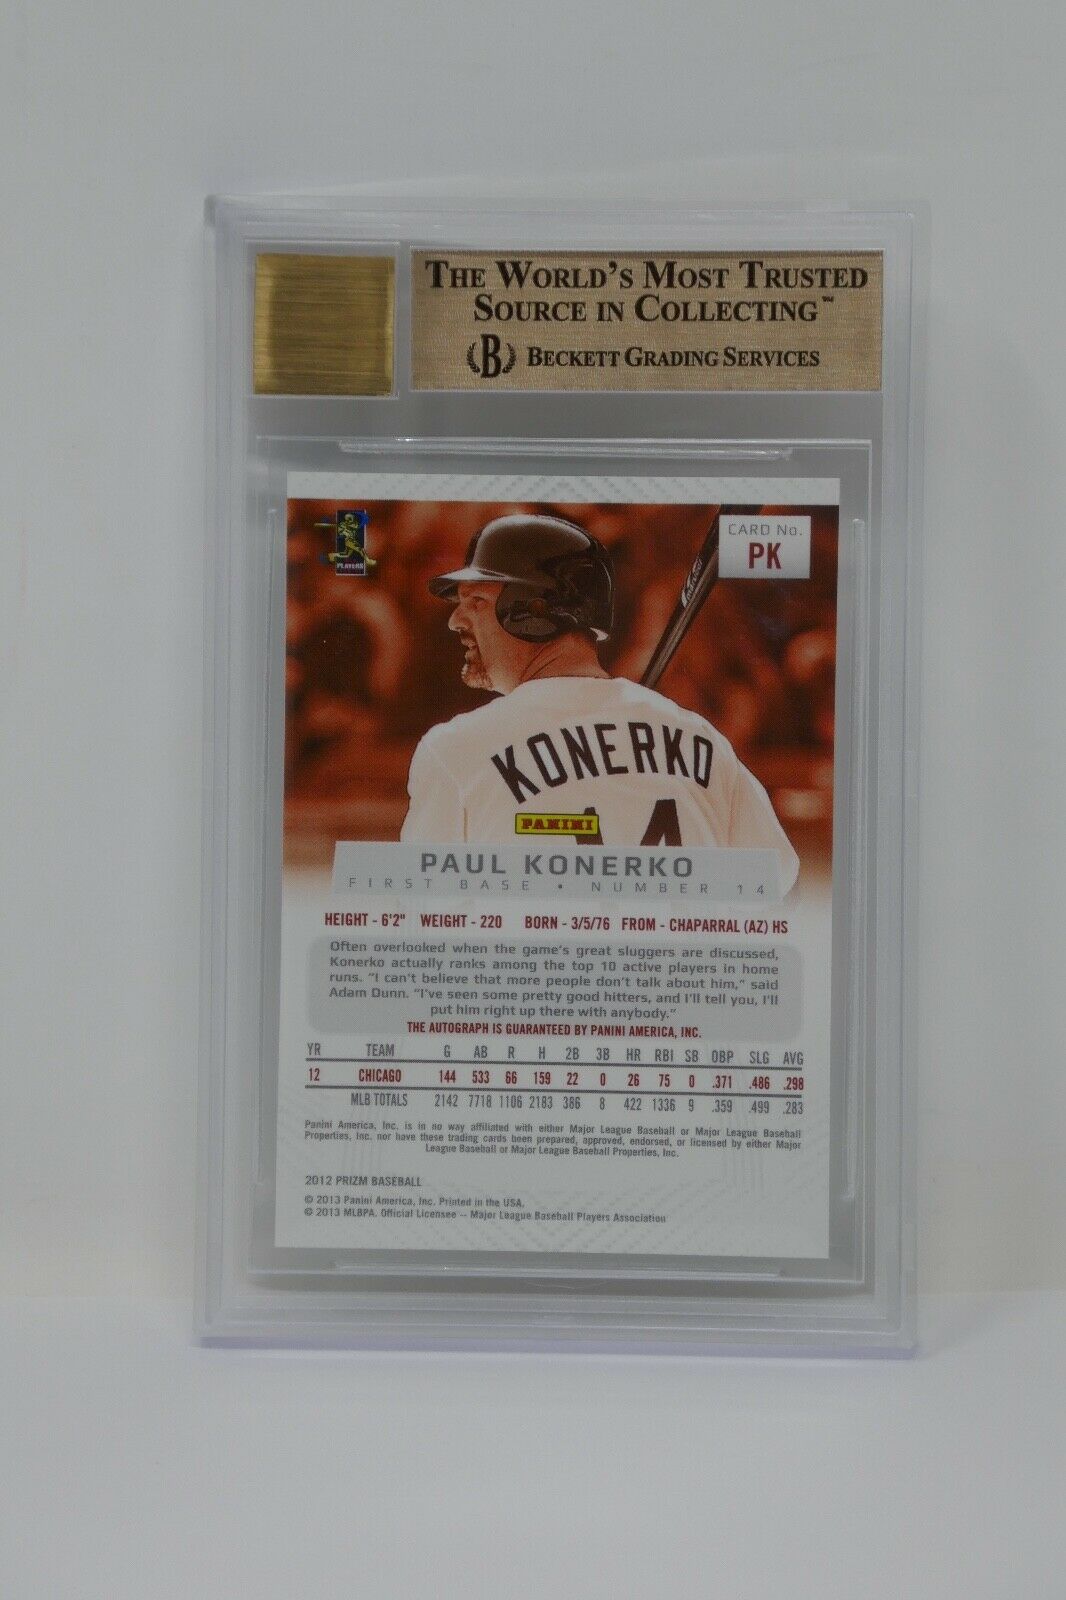 THE WORLD'S MOST TRUSTED
SOURCE IN COLLECTING™
B BECKETT GRADING SERVICES
PLAYERS
CARD No.
PK
marucci
KONERKO
14
PANINI
PAUL KONERKO
FIRST BASE • NUMBER 14
HEIGHT - 6'2" WEIGHT - 220 BORN - 3/5/76 FROM - CHAPARRAL (AZ) HS
Often overlooked when the game's great sluggers are discussed,
Konerko actually ranks among the top 10 active players in home
runs. "I can't believe that more people don't talk about him," said
Adam Dunn. "I've seen some pretty good hitters, and I'll tell you, I'll
put him right up there with anybody."
THE AUTOGRAPH IS GUARANTEED BY PANINI AMERICA, INC.
YR TEAM G AB R H 2B 3B HR RBI SB OBP SLG AVG
12 CHICAGO 144 533 66 159 22 0 26 75 0 .371 .486 .298
MLB TOTALS 2142 7718 1106 2183 386 8 422 1336 9 .359 .499 .283
Panini America, Inc. is in no way affiliated with either Major League Baseball or Major League Baseball
Properties, Inc. nor have these trading cards been prepared, approved, endorsed, or licensed by either Major
League Baseball or Major League Baseball Properties, Inc.
2012 PRIZM BASEBALL
© 2013 Panini America, Inc. Printed in the USA.
© 2013 MLBPA. Official Licensee -- Major League Baseball Players Association